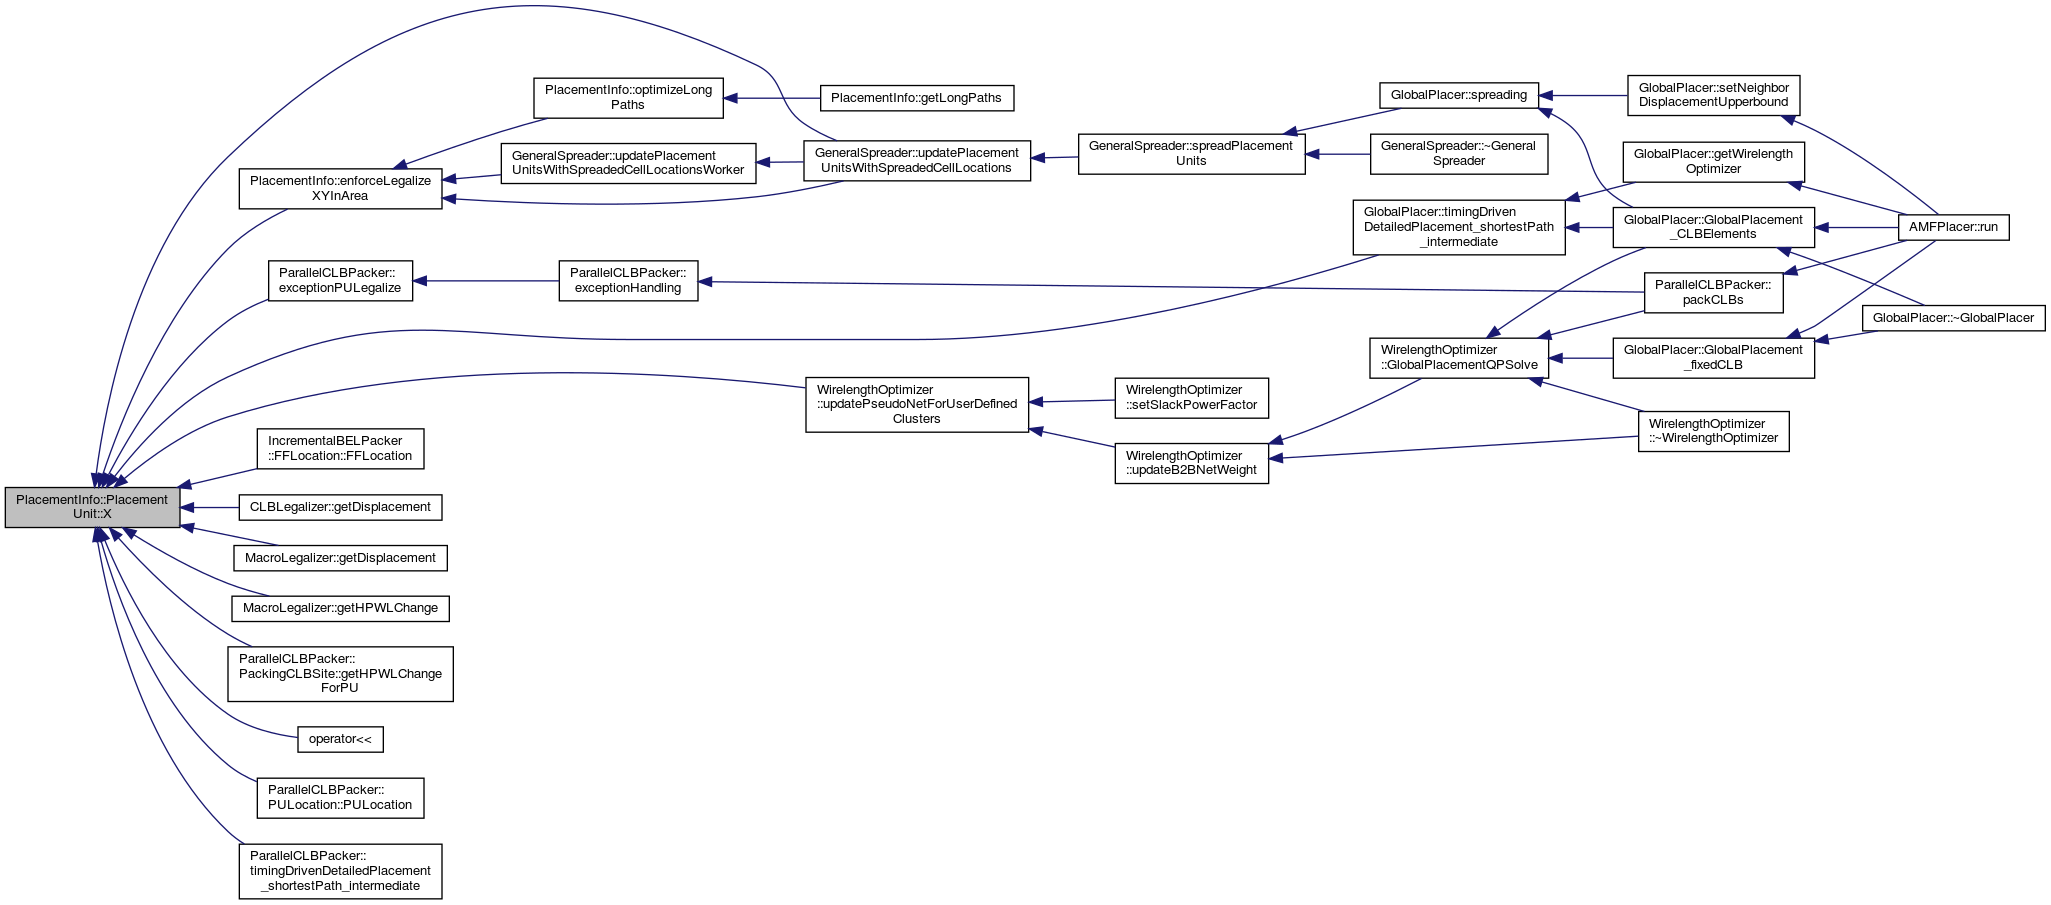 PlacementInfo::Placement
Unit::X
PlacementInfo::enforceLegalize
XYInArea
PlacementInfo::optimizeLong
Paths
PlacementInfo::getLongPaths
GeneralSpreader::updatePlacement
UnitsWithSpreadedCellLocationsWorker
GeneralSpreader::updatePlacement
UnitsWithSpreadedCellLocations
GeneralSpreader::spreadPlacement
Units
GlobalPlacer::spreading
GeneralSpreader::~General
Spreader
GlobalPlacer::setNeighbor
DisplacementUpperbound
GlobalPlacer::getWirelength
Optimizer
GlobalPlacer::timingDriven
DetailedPlacement_shortestPath
_intermediate
GlobalPlacer::GlobalPlacement
_CLBElements
AMFPlacer::run
ParallelCLBPacker::
exceptionPULegalize
ParallelCLBPacker::
exceptionHandling
ParallelCLBPacker::
packCLBs
GlobalPlacer::~GlobalPlacer
WirelengthOptimizer
::GlobalPlacementQPSolve
GlobalPlacer::GlobalPlacement
_fixedCLB
WirelengthOptimizer
::updatePseudoNetForUserDefined
Clusters
WirelengthOptimizer
::setSlackPowerFactor
WirelengthOptimizer
::updateB2BNetWeight
WirelengthOptimizer
::~WirelengthOptimizer
IncrementalBELPacker
::FFLocation::FFLocation
CLBLegalizer::getDisplacement
MacroLegalizer::getDisplacement
MacroLegalizer::getHPWLChange
ParallelCLBPacker::
PackingCLBSite::getHPWLChange
ForPU
operator<<
ParallelCLBPacker::
PULocation::PULocation
ParallelCLBPacker::
timingDrivenDetailedPlacement
_shortestPath_intermediate